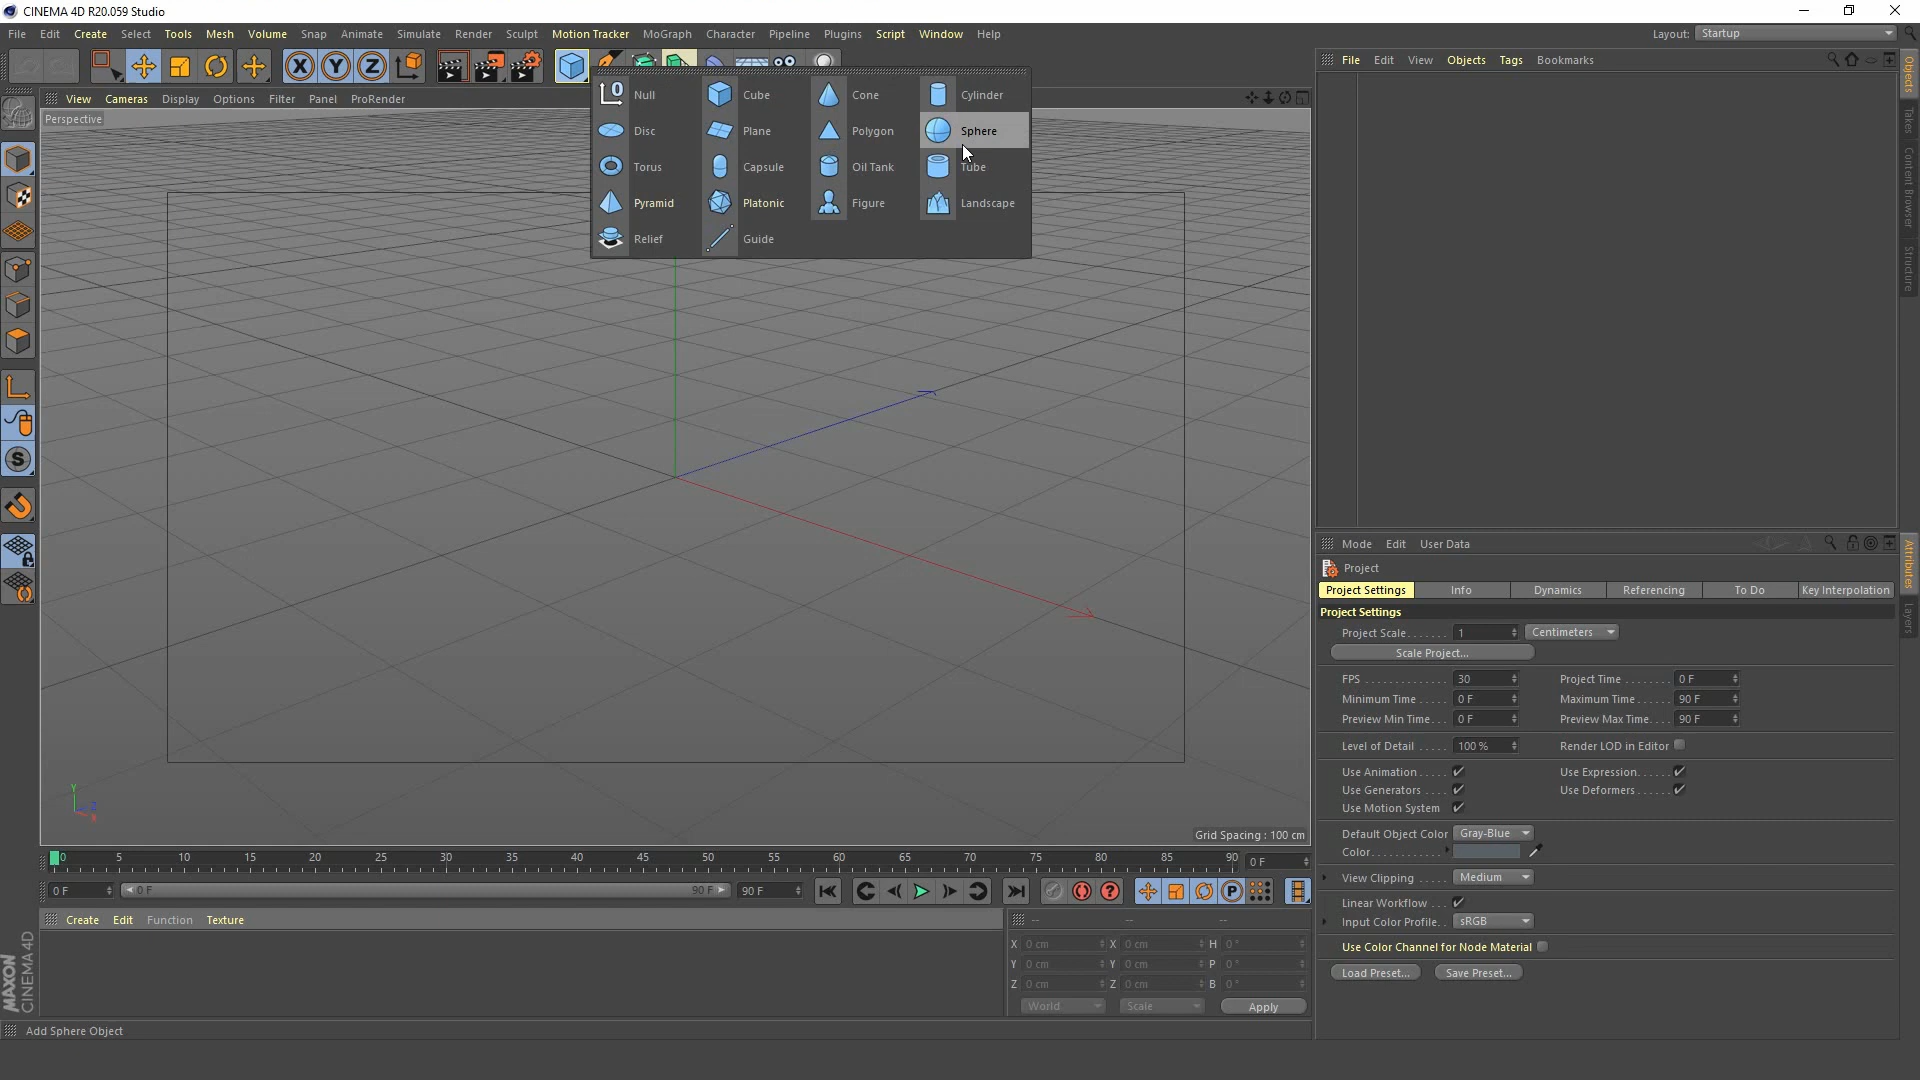 CINEMA 4D R20.059 Studio
File Edit Create Select Tools Mesh Volume Snap Animate Simulate Render Sculpt Motion Tracker MoGraph Character Pipeline Plugins Script Window Help Layout: Startup
X Y Z
File Edit View Objects Tags Bookmarks
View Cameras Display Options Filter Panel ProRender
Perspective
0 Null Cube Cone Cylinder
Disc Plane Polygon Sphere
Torus Capsule Oil Tank Tube
Pyramid Platonic Figure Landscape
Relief Guide
Objects
Takes
Content Browser
Structure
S
Y
Z
X
Grid Spacing : 100 cm
Mode Edit User Data
Project
Project Settings Info Dynamics Referencing To Do Key Interpolation
Project Settings
Project Scale....... 1 Centimeters
Scale Project...
FPS ............. 30 Project Time ........ 0 F
Minimum Time ..... 0 F Maximum Time ..... 90 F
Preview Min Time... 0 F Preview Max Time.... 90 F
Level of Detail ..... 100 % Render LOD in Editor
Use Animation ..... Use Expression......
Use Generators .... Use Deformers ......
Use Motion System
Default Object Color Gray-Blue
Color............
View Clipping ...... Medium
Linear Workflow ...
Input Color Profile.. sRGB
Use Color Channel for Node Material
Load Preset... Save Preset...
Attributes
Layers
0 5 10 15 20 25 30 35 40 45 50 55 60 65 70 75 80 85 90 0 F
0 F 0 F 90 F 90 F ? P
Create Edit Function Texture
-- -- --
X 0 cm X 0 cm H 0 °
Y 0 cm Y 0 cm P 0 °
Z 0 cm Z 0 cm B 0 °
World Scale Apply
MAXON
CINEMA 4D
Add Sphere Object